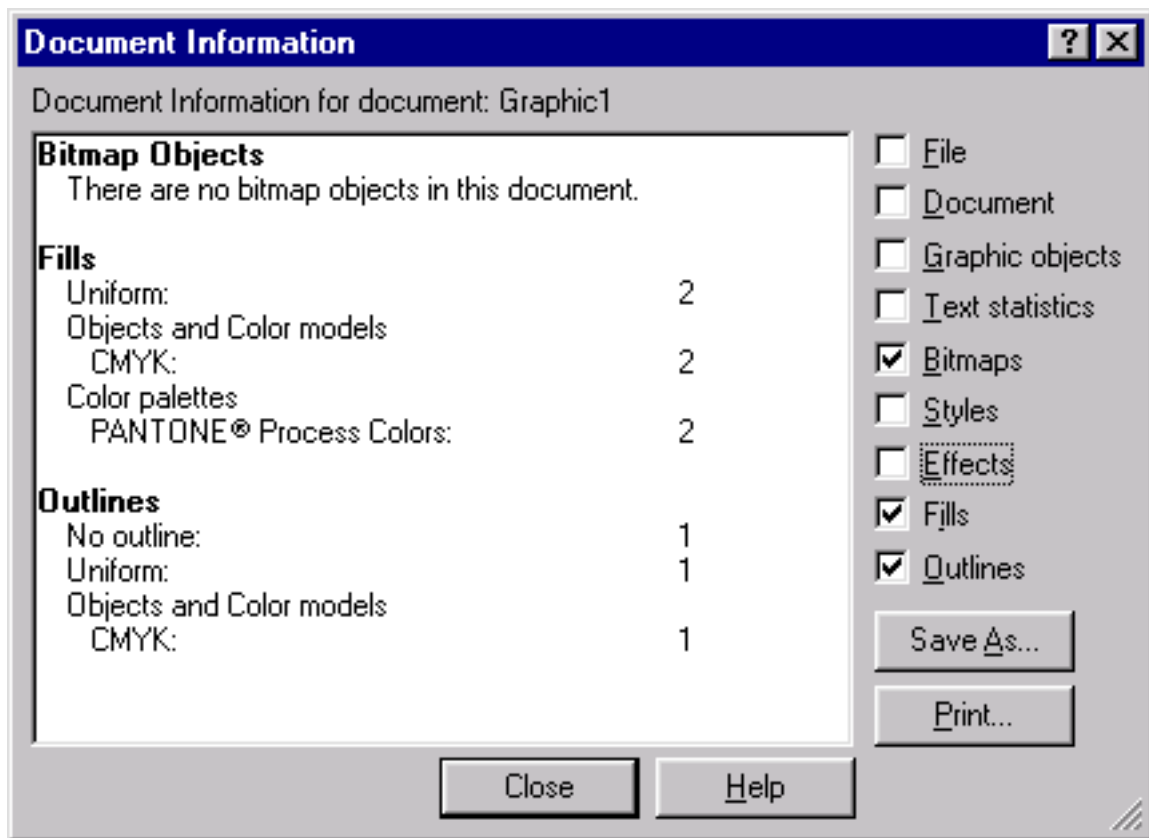 Document Information
Document Information for document: Graphic1
Bitmap Objects
There are no bitmap objects in this document.
Fills
Uniform: 2
Objects and Color models
CMYK: 2
Color palettes
PANTONE® Process Colors: 2
Outlines
No outline: 1
Uniform: 1
Objects and Color models
CMYK: 1
File
Document
Graphic objects
Text statistics
Bitmaps
Styles
Effects
Fills
Outlines
Save As...
Print...
Close
Help